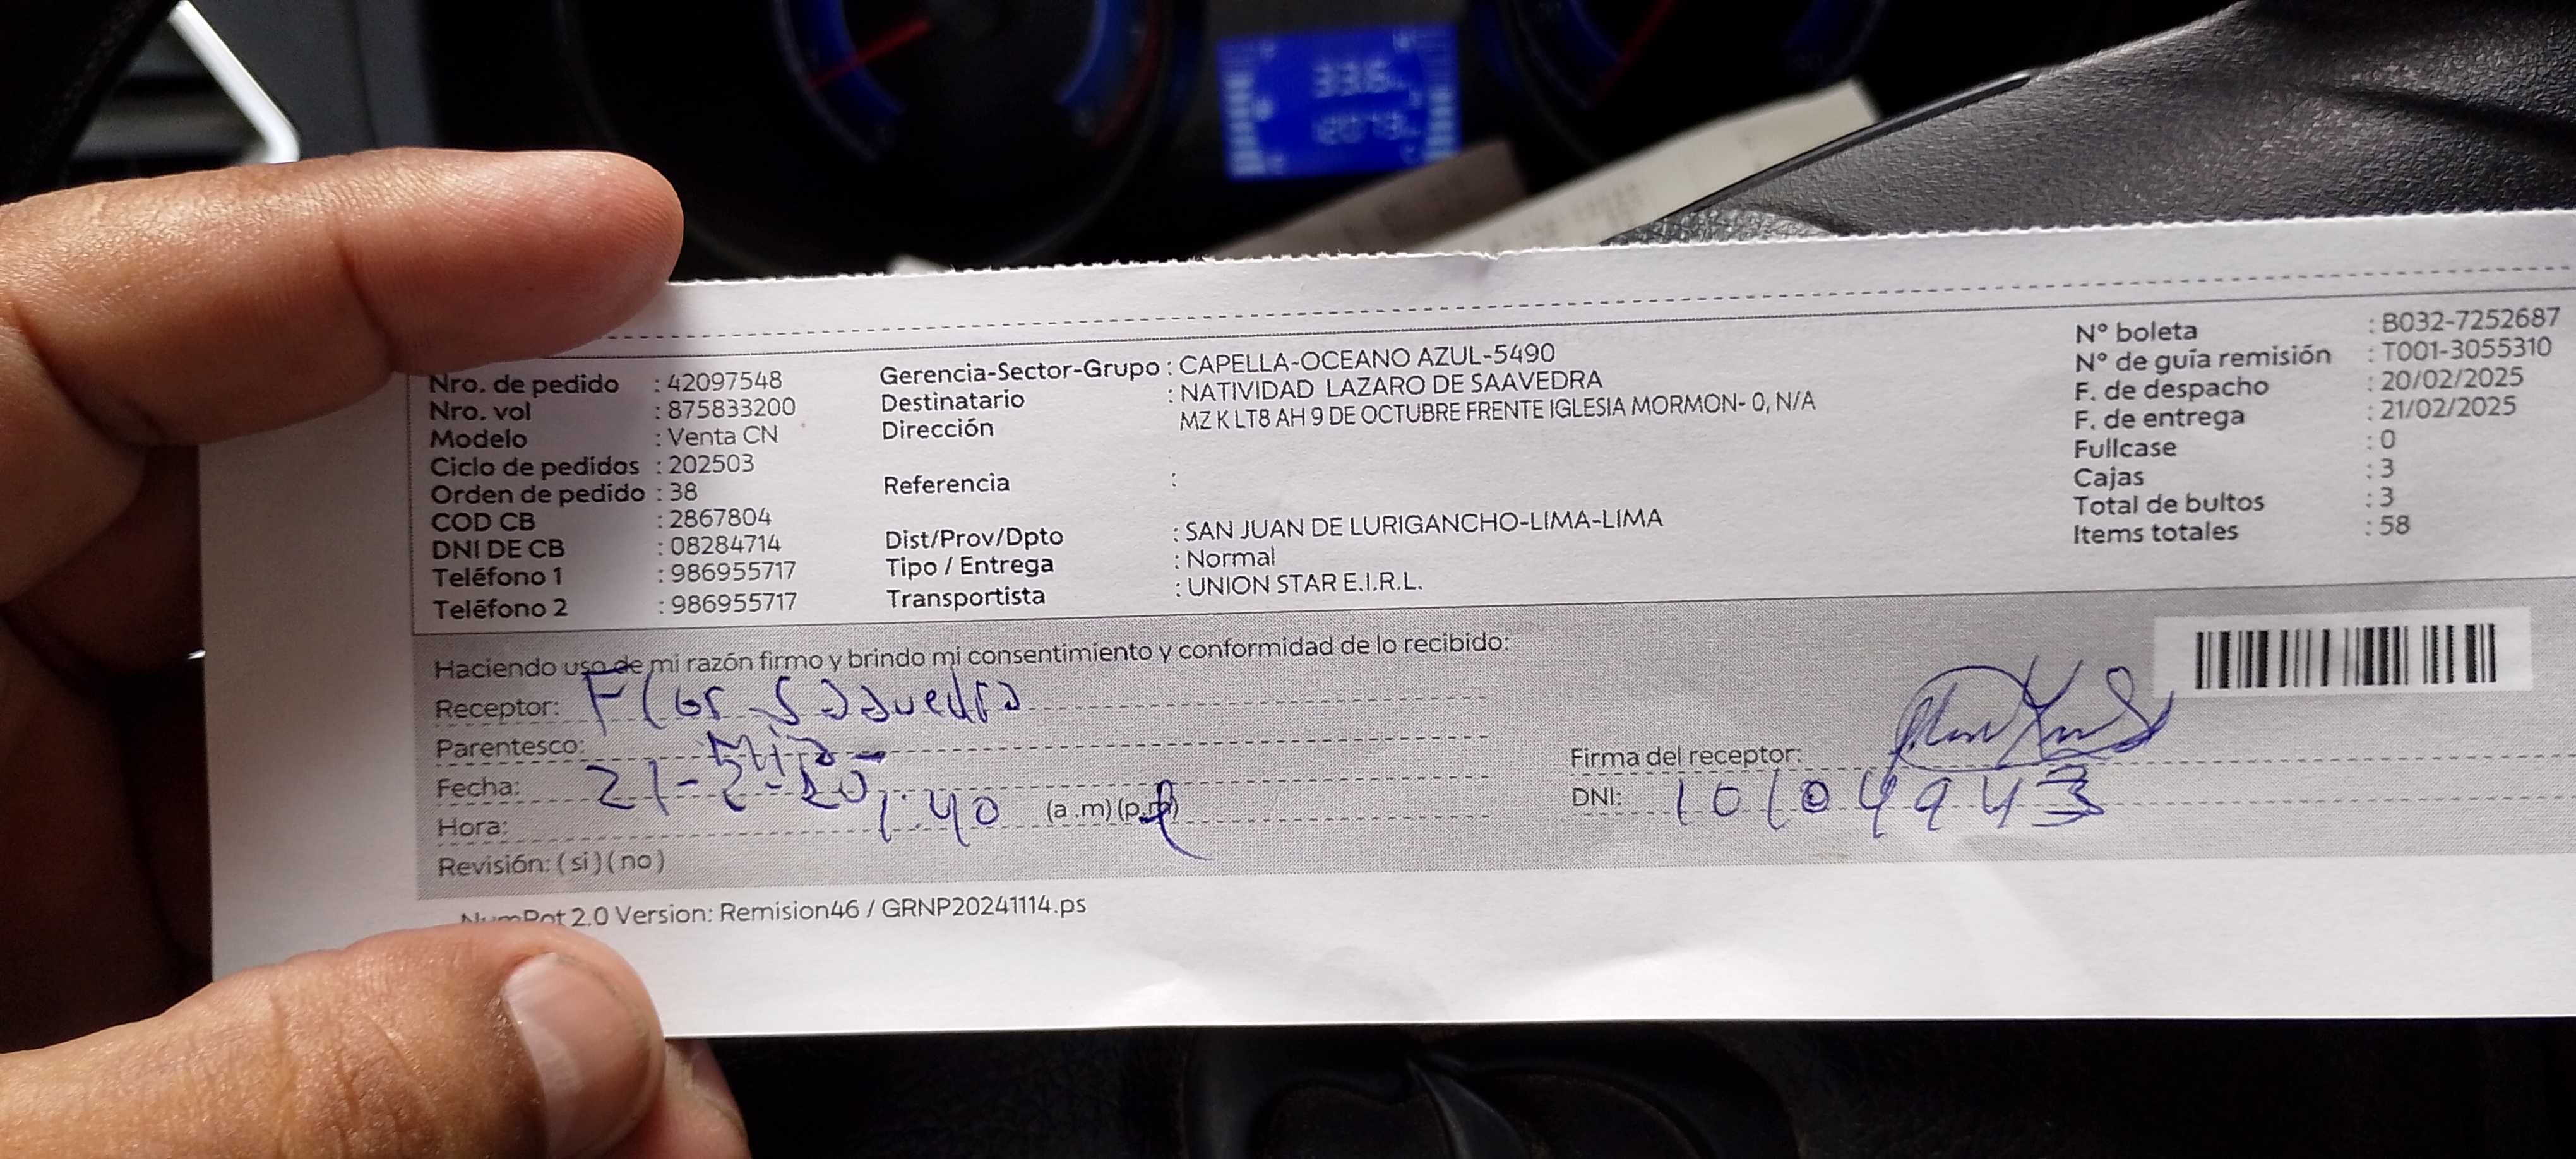 Nro. de pedido : 42097548
Nro. vol : 875833200
Modelo : Venta CN
Ciclo de pedidos : 202503
Orden de pedido : 38
COD CB : 2867804
DNI DE CB : 08284714
Teléfono 1 : 986955717
Teléfono 2 : 986955717
Gerencia-Sector-Grupo : CAPELLA-OCEANO AZUL-5490
Destinatario : NATIVIDAD LAZARO DE SAAVEDRA
Dirección MZ K LT8 AH 9 DE OCTUBRE FRENTE IGLESIA MORMON- 0, N/A
Referencia :
Dist/Prov/Dpto : SAN JUAN DE LURIGANCHO-LIMA-LIMA
Tipo / Entrega : Normal
Transportista : UNION STAR E.I.R.L.
N° boleta : B032-7252687
N° de guía remisión : T001-3055310
F. de despacho : 20/02/2025
F. de entrega : 21/02/2025
Fullcase : 0
Cajas : 3
Total de bultos : 3
Items totales : 58
Haciendo uso de mi razón firmo y brindo mi consentimiento y conformidad de lo recibido:
Receptor: Flor Saavedra
Parentesco:
Fecha: 21-2-20
Hora: 1:40 (a.m)(p.m)
Revisión: (si)(no)
Firma del receptor:
DNI: 10104943
2.0 Version: Remision46 / GRNP20241114.ps